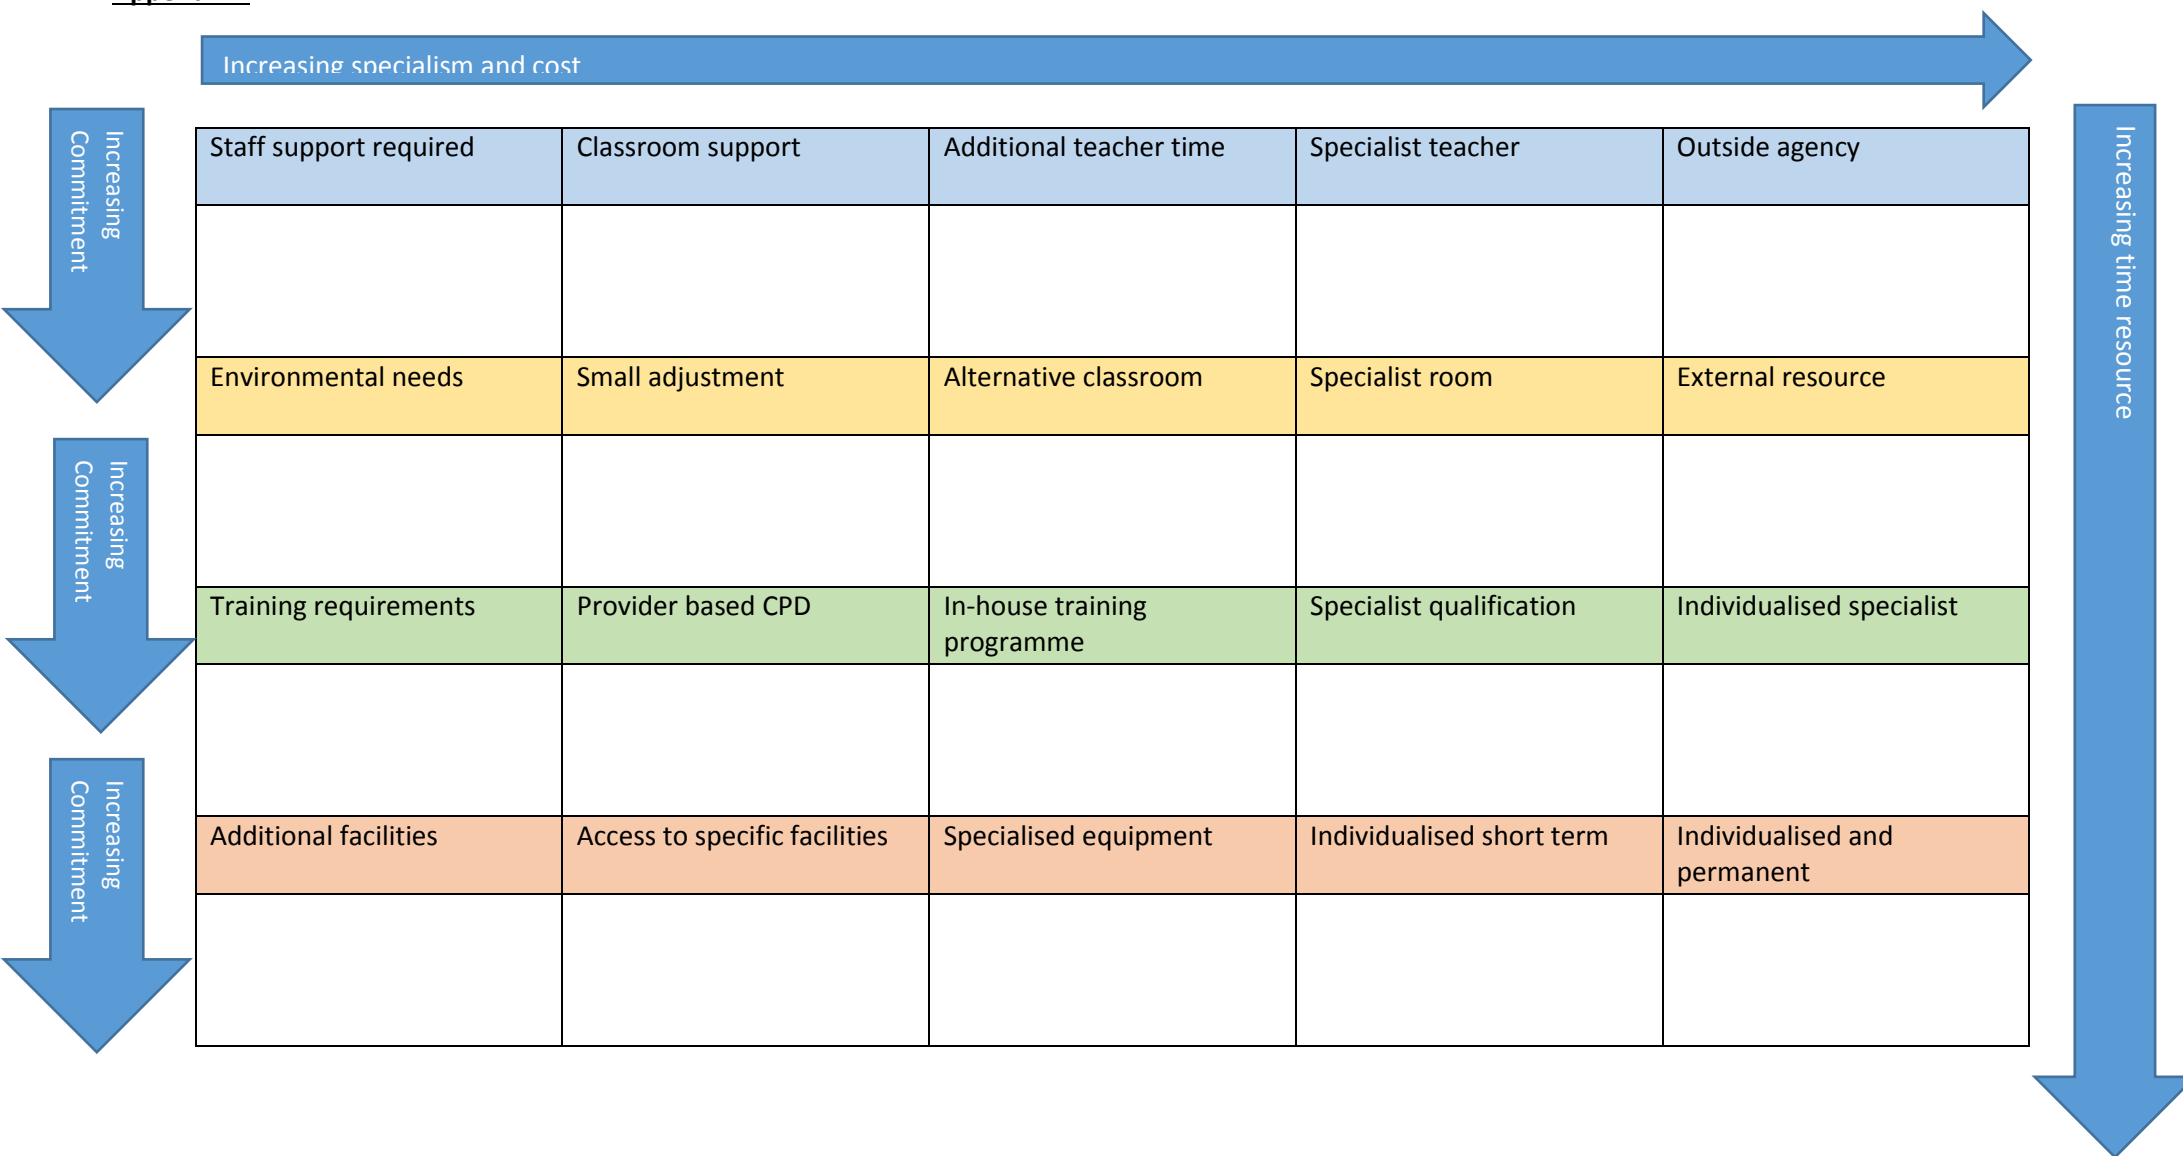 Increasing specialism and cost
Increasing
Commitment
Staff support required
Classroom support
Additional teacher time
Specialist teacher
Outside agency
Increasing time resource
Environmental needs
Small adjustment
Alternative classroom
Specialist room
External resource
Increasing
Commitment
Training requirements
Provider based CPD
In-house training
programme
Specialist qualification
Individualised specialist
Increasing
Commitment
Additional facilities
Access to specific facilities
Specialised equipment
Individualised short term
Individualised and
permanent